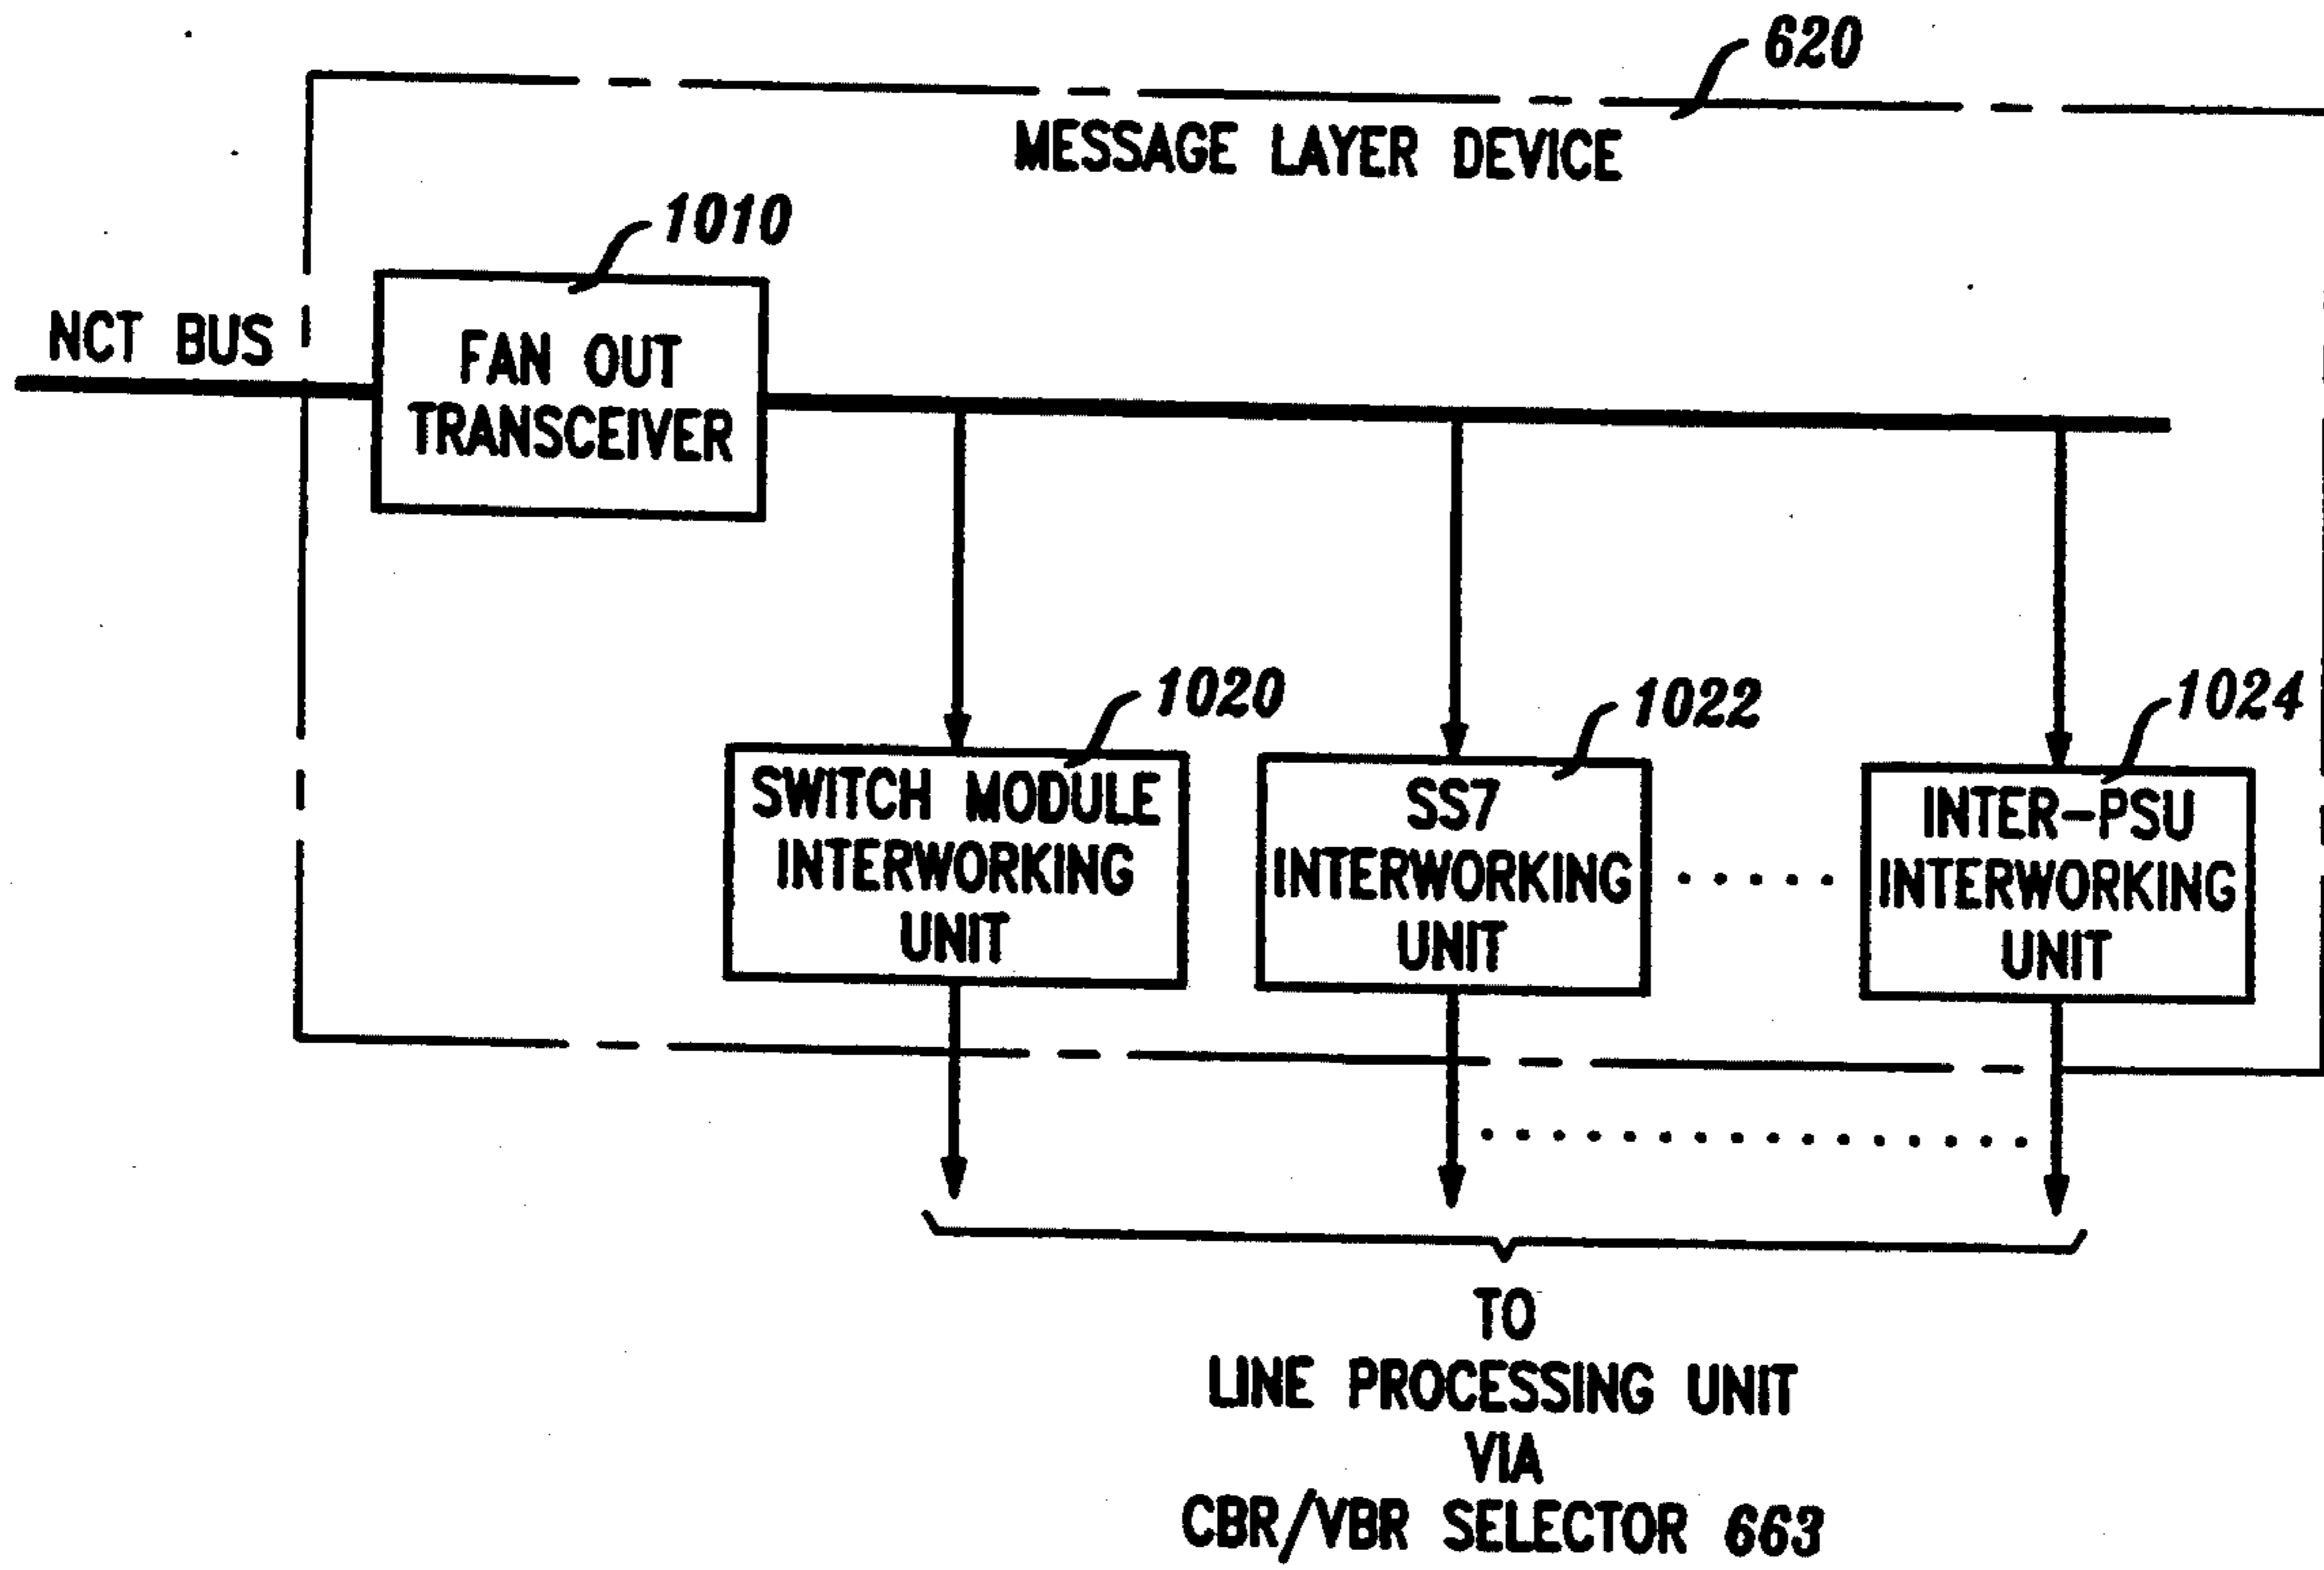 620
MESSAGE LAYER DEVICE
1010
NCT BUS
FAN OUT
TRANSCEIVER
1020
1022
1024
SWITCH MODULE
INTERWORKING
UNIT
SS7
INTERWORKING
UNIT
INTER-PSU
INTERWORKING
UNIT
TO
LINE PROCESSING UNIT
VIA
CBR/VBR SELECTOR 663